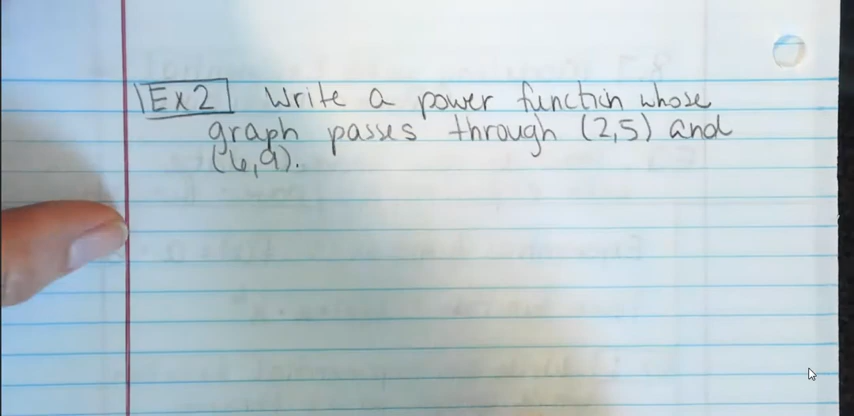 Ex 2 Write a power function whose
graph passes through (2,5) and
(6,9).